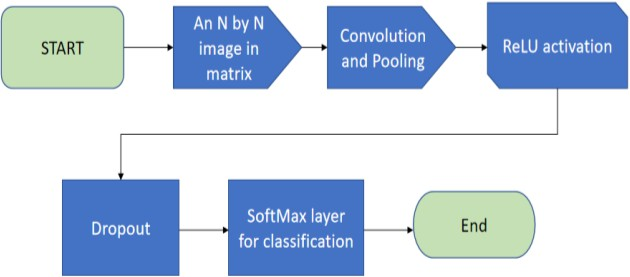 START
An N by N
image in
matrix
Convolution
and Pooling
ReLU activation
Dropout
SoftMax layer
for classification
End